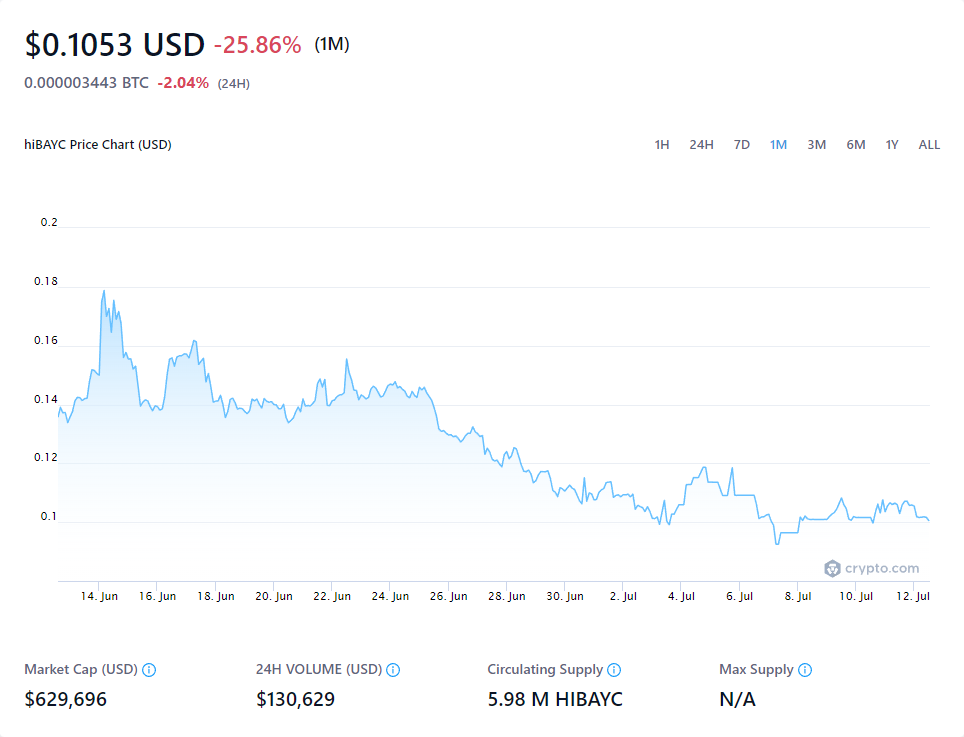 $0.1053 USD -25.86% (1M)
0.000003443 BTC -2.04% (24H)
hiBAYC Price Chart (USD) 1H 24H 7D 1M 3M 6M 1Y ALL
0.2
0.18
0.16
0.14
0.12
0.1
crypto.com
14. Jun 16. Jun 18. Jun 20. Jun 22. Jun 24. Jun 26. Jun 28. Jun 30. Jun 2. Jul 4. Jul 6. Jul 8. Jul 10. Jul 12. Jul
Market Cap (USD) 24H VOLUME (USD) Circulating Supply Max Supply
$629,696 $130,629 5.98 M HIBAYC N/A